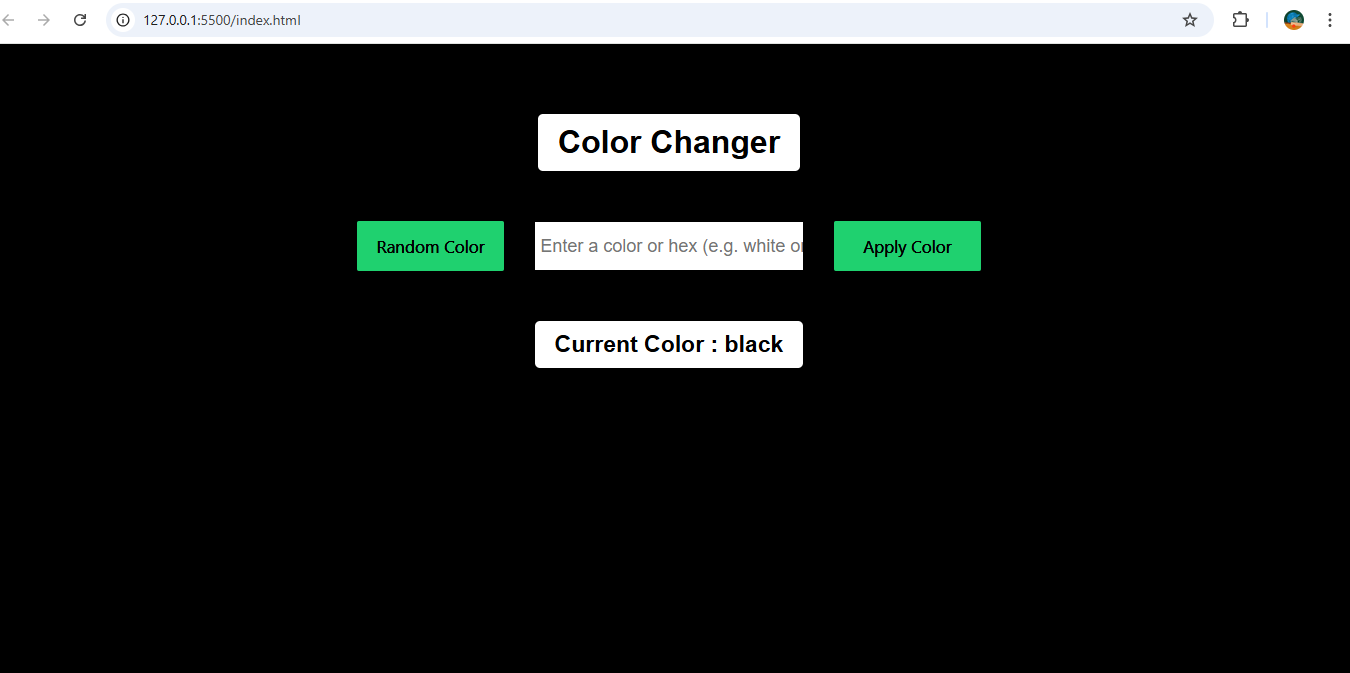 127.0.0.1:5500/index.html
Color Changer
Random Color
Enter a color or hex (e.g. white or
Apply Color
Current Color : black